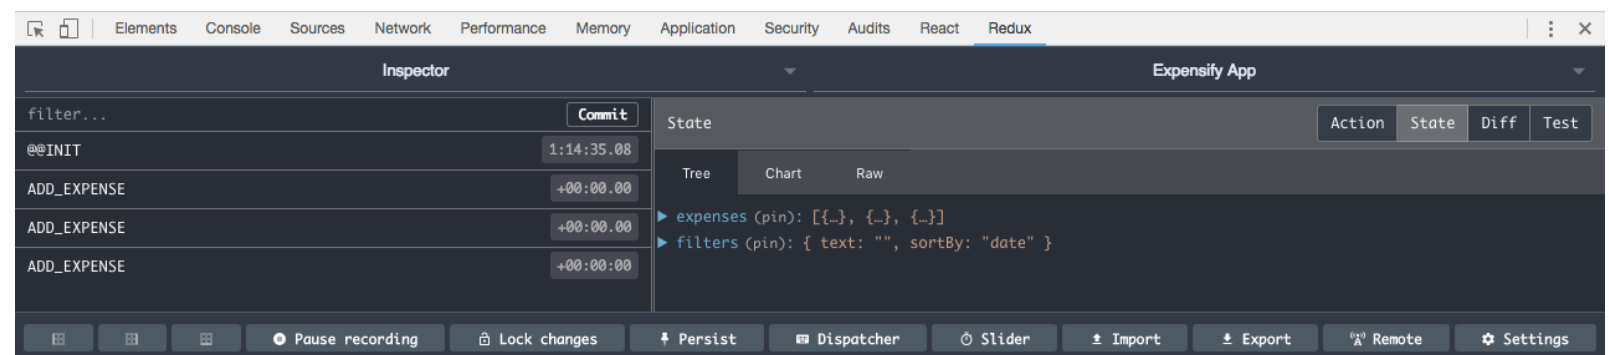 Elements Console Sources Network Performance Memory Application Security Audits React Redux
Inspector
Expensify App
filter... Commit
@@INIT 1:14:35.08
ADD_EXPENSE +00:00.00
ADD_EXPENSE +00:00.00
ADD_EXPENSE +00:00:00
State Action State Diff Test
Tree Chart Raw
expenses (pin): [{…}, {…}, {…}]
filters (pin): { text: "", sortBy: "date" }
Pause recording Lock changes Persist Dispatcher Slider Import Export Remote Settings